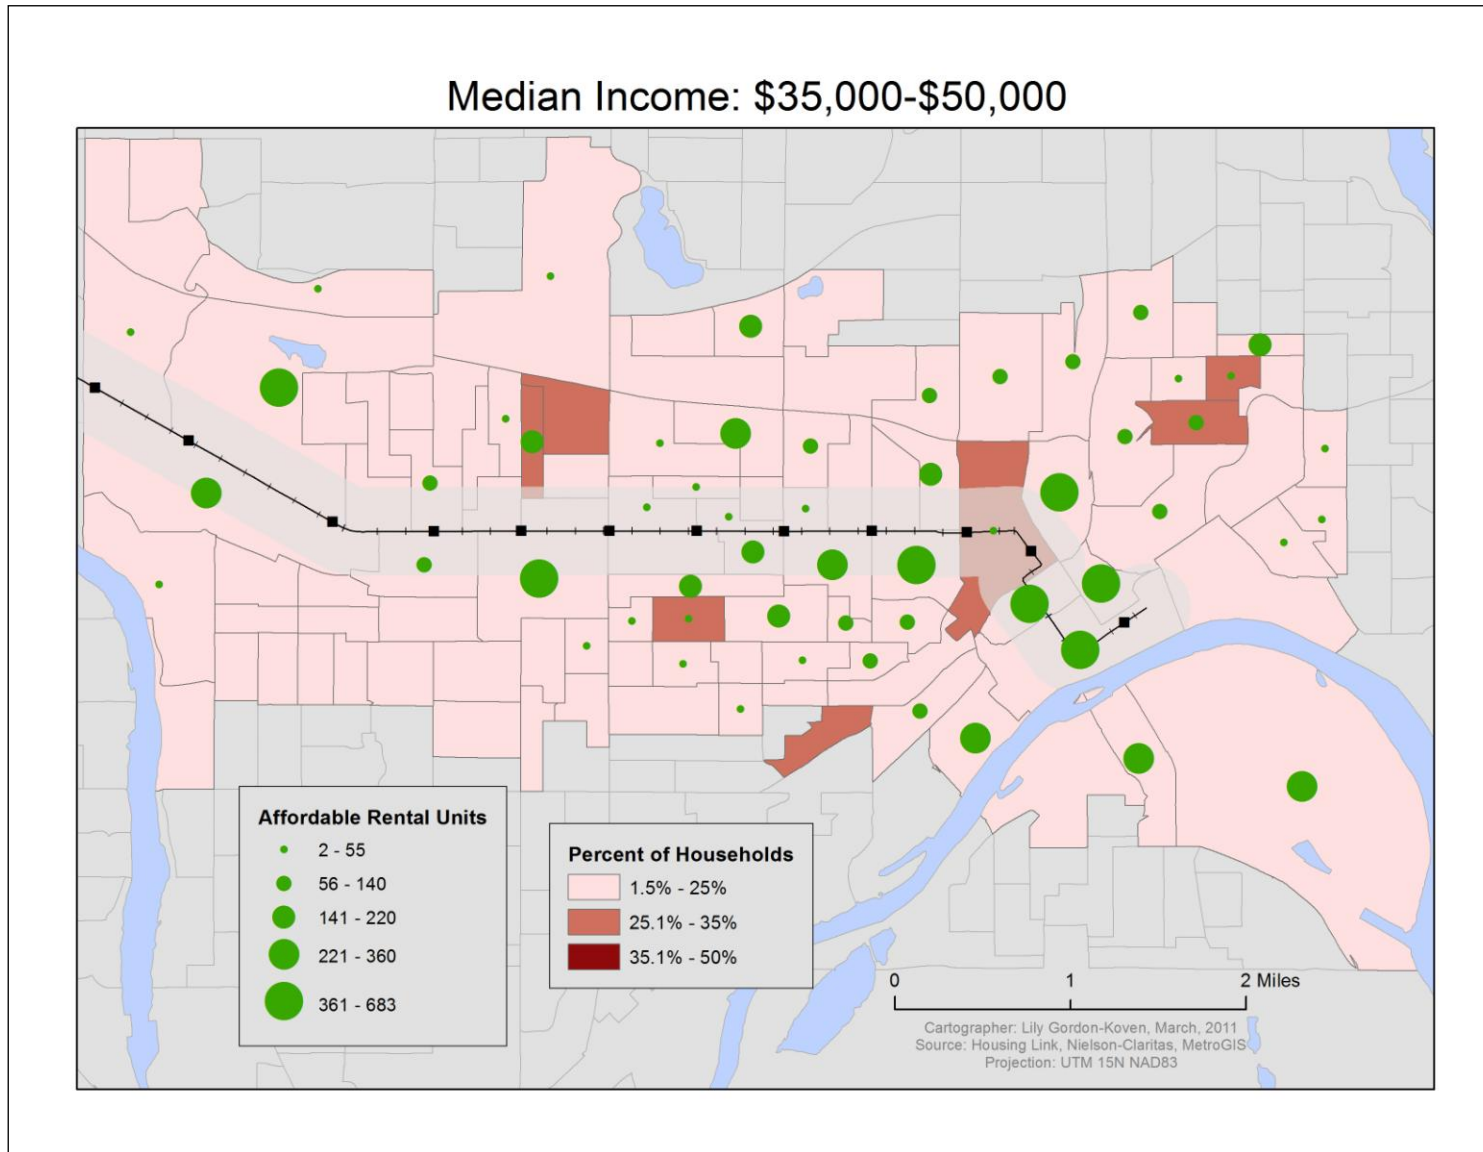 Median Income: $35,000-$50,000
Affordable Rental Units
2 - 55
56 - 140
141 - 220
221 - 360
361 - 683
Percent of Households
1.5% - 25%
25.1% - 35%
35.1% - 50%
0 1 2 Miles
Cartographer: Lily Gordon-Koven, March, 2011
Source: Housing Link, Nielson-Claritas, MetroGIS
Projection: UTM 15N NAD83